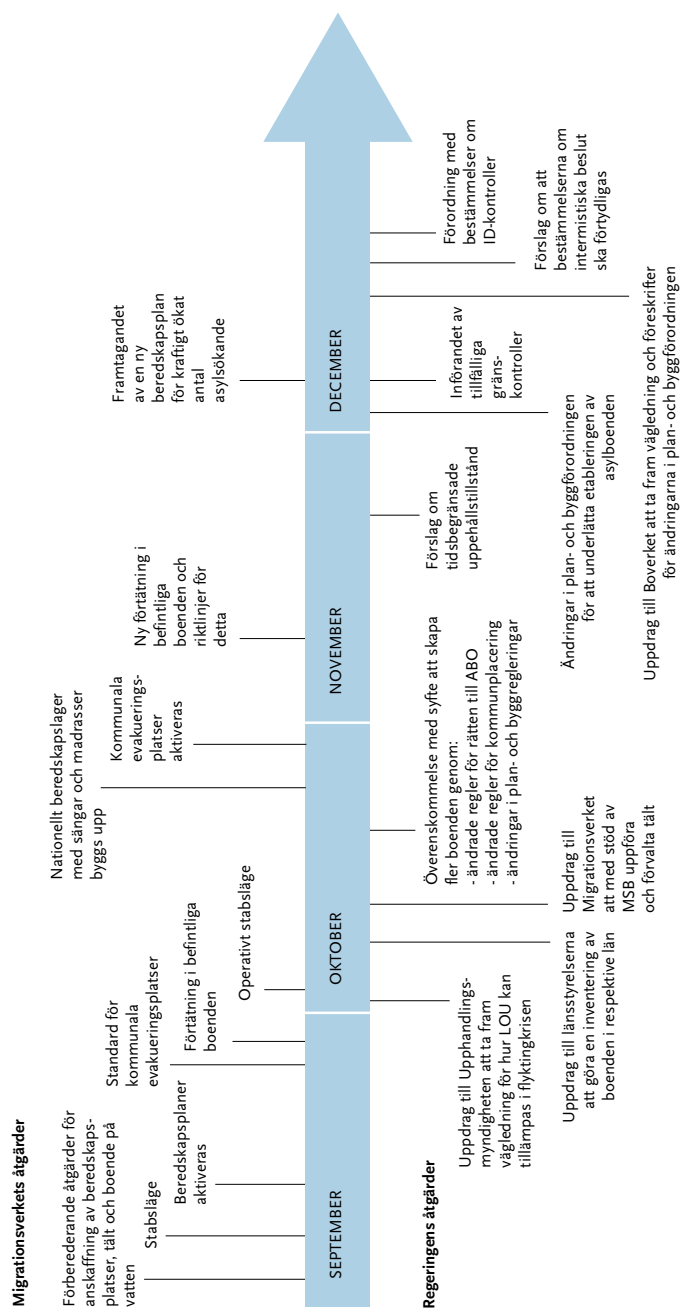 Migrationsverkets åtgärder
Förberederande åtgärder för
anskaffning av beredskaps-
platser, tält och boende på
vatten
Stabsläge
Beredskapsplaner
aktiveras
Standard för
kommunala
evakueringsplatser
Förtätning i befintliga
boenden
Operativt stabsläge
Nationellt beredskapslager
med sängar och madrasser
byggs upp
Kommunala
evakuerings-
platser
aktiveras
Ny förtätning i
befintliga
boenden och
riktlinjer för
detta
Framtagandet
av en ny
beredskapsplan
för kraftigt ökat
antal
asylsökande
SEPTEMBER
OKTOBER
NOVEMBER
DECEMBER
Regeringens åtgärder
Uppdrag till Upphandlings-
myndigheten att ta fram
vägledning för hur LOU kan
tillämpas i flyktingkrisen
Uppdrag till länsstyrelserna
att göra en inventering av
boenden i respektive län
Uppdrag till
Migrationsverket
att med stöd av
MSB uppföra
och förvalta tält
Överenskommelse med syfte att skapa
fler boenden genom:
- ändrade regler för rätten till ABO
- ändrade regler för kommunplacering
- ändringar i plan- och byggregleringar
Förslag om
tidsbegränsade
uppehållstillstånd
Ändringar i plan- och byggförordningen
för att underlätta etableringen av
asylboenden
Införandet av
tillfälliga
gräns-
kontroller
Uppdrag till Boverket att ta fram vägledning och föreskrifter
för ändringarna i plan- och byggförordningen
Förslag om att
bestämmelserna om
intermistiska beslut
ska förtydligas
Förordning med
bestämmelser om
ID-kontroller